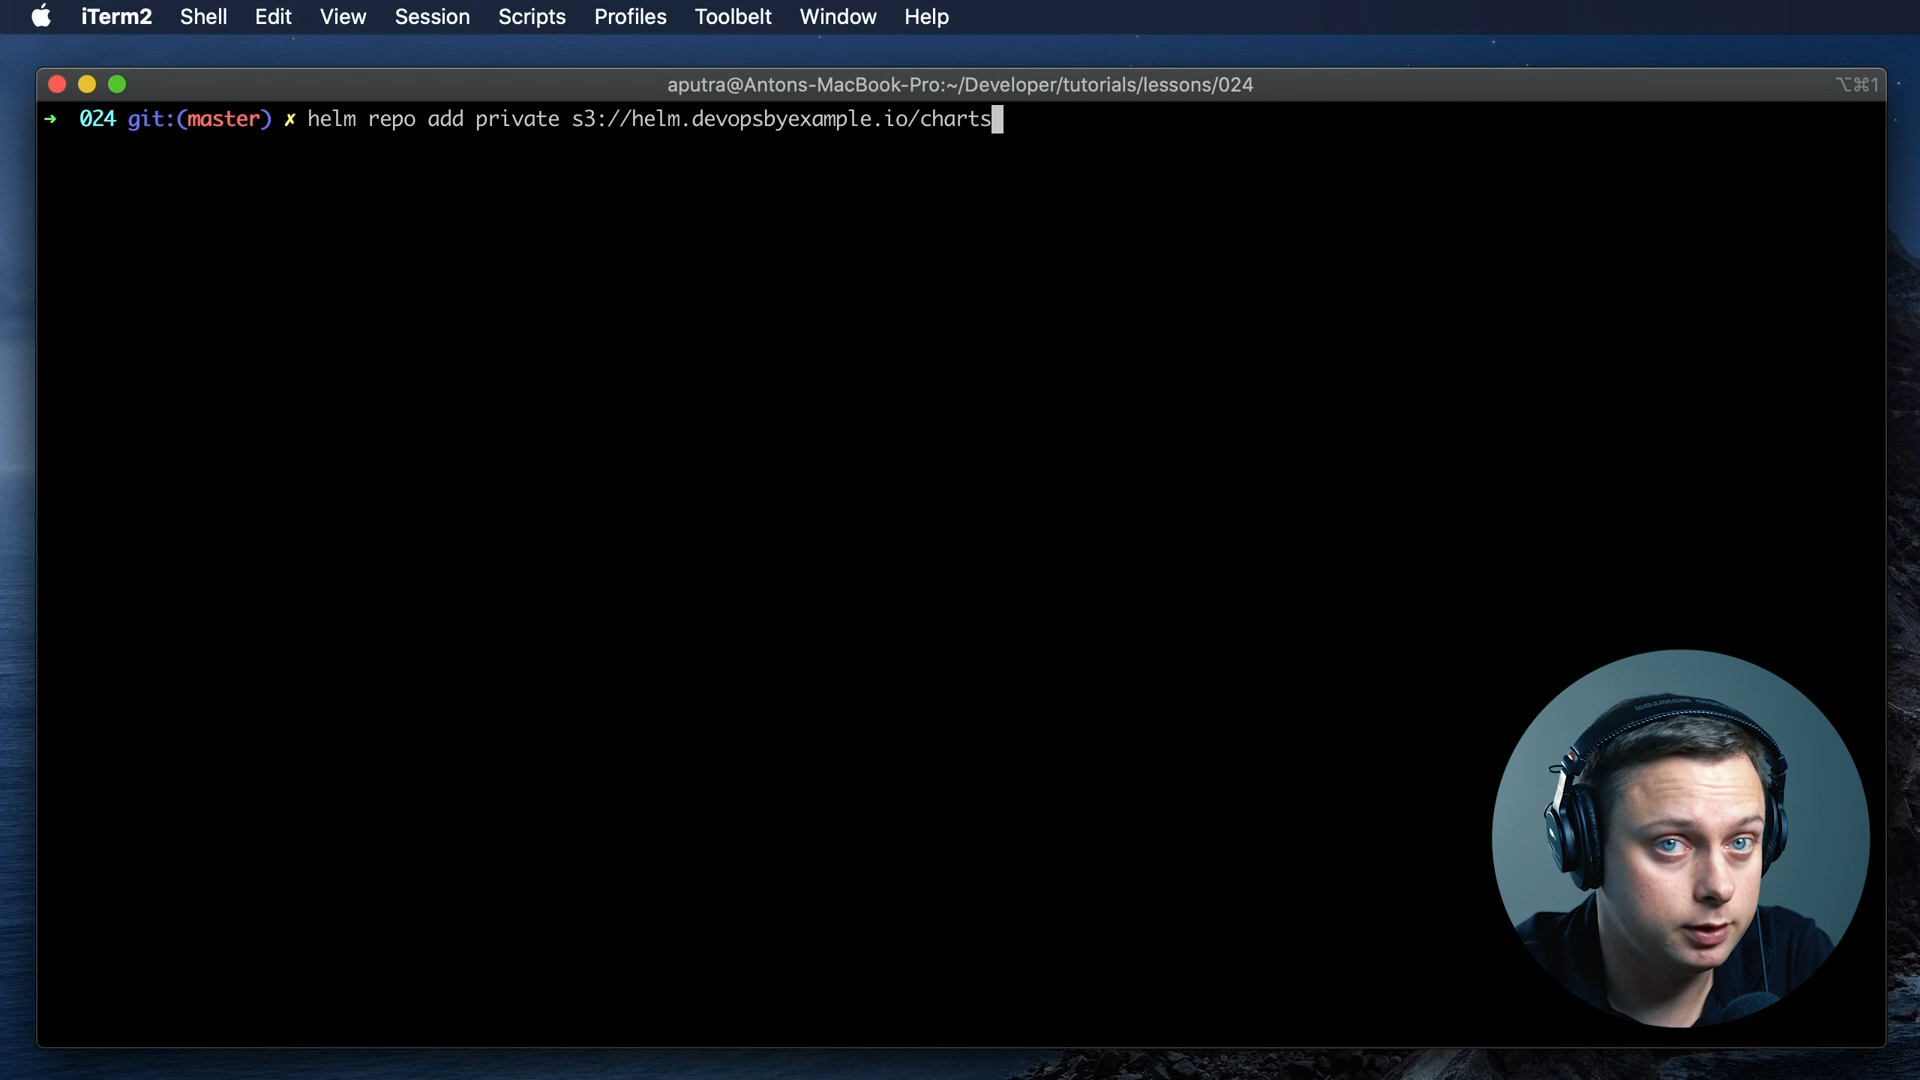 iTerm2 Shell Edit View Session Scripts Profiles Toolbelt Window Help
aputra@Antons-MacBook-Pro:~/Developer/tutorials/lessons/024 ⌥⌘1
➜ 024 git:(master) ✗ helm repo add private s3://helm.devopsbyexample.io/charts